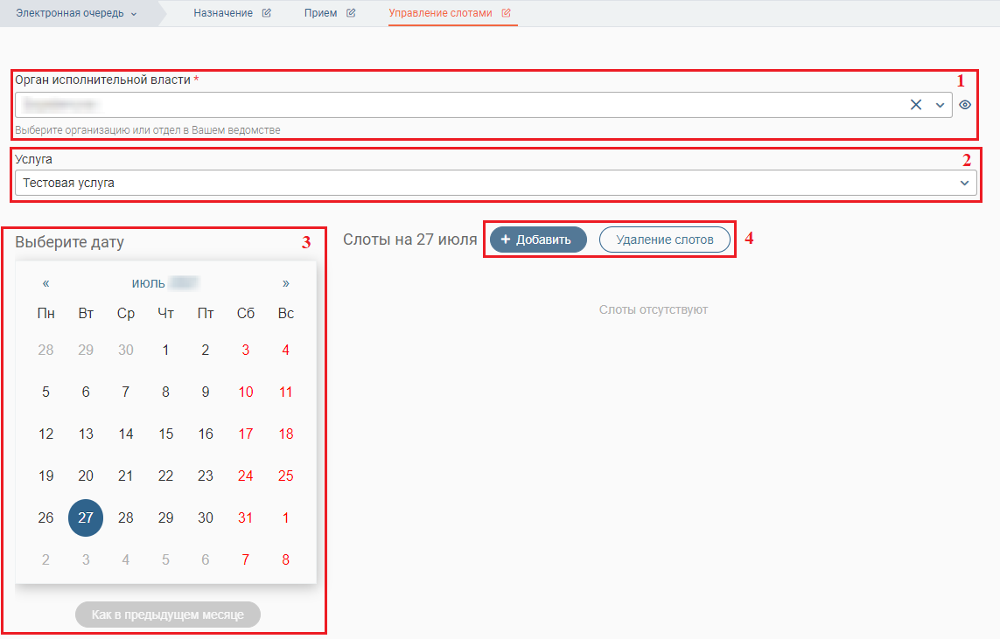 Электронная очередь Назначение Прием Управление слотами
Орган исполнительной власти * 1
Выберите организацию или отдел в Вашем ведомстве
Услуга 2
Тестовая услуга
Выберите дату 3
« июль »
Пн Вт Ср Чт Пт Сб Вс
28 29 30 1 2 3 4
5 6 7 8 9 10 11
12 13 14 15 16 17 18
19 20 21 22 23 24 25
26 27 28 29 30 31 1
2 3 4 5 6 7 8
Как в предыдущем месяце
Слоты на 27 июля + Добавить Удаление слотов 4
Слоты отсутствуют